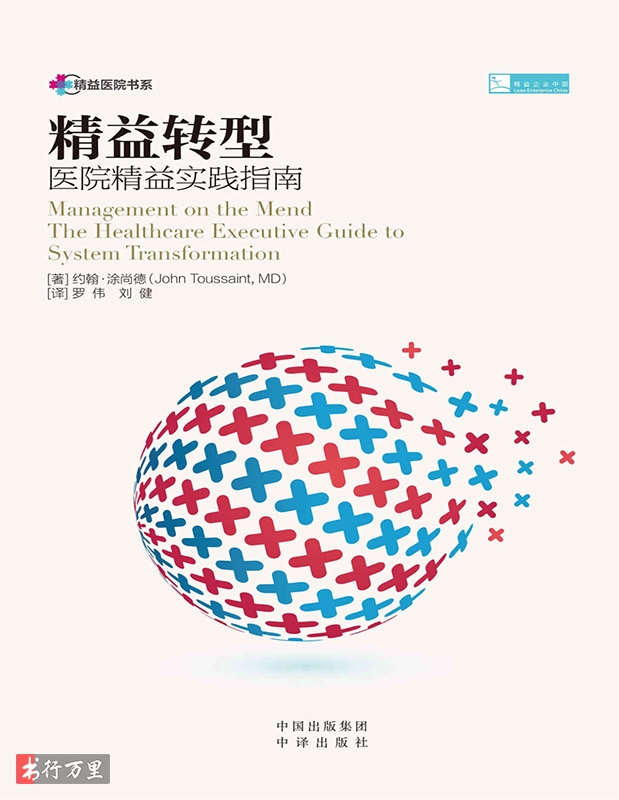 精益医院书系
精益企业中国
Lean Enterprise China
精益转型
医院精益实践指南
Management on the Mend
The Healthcare Executive Guide to
System Transformation
[著] 约翰·涂尚德(John Toussaint, MD)
[译] 罗 伟 刘 健
中国出版集团
中译出版社
书行万里